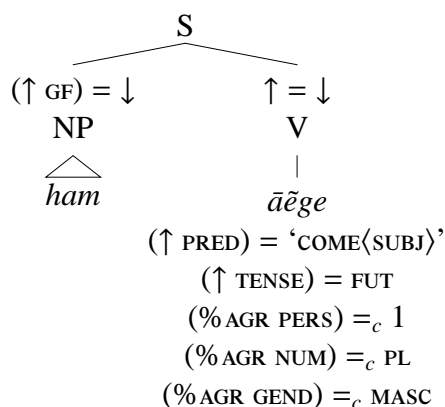 S
(↑ GF) = ↓ ↑ = ↓
NP V
ham āẽge
(↑ PRED) = ‘COME⟨SUBJ⟩’
(↑ TENSE) = FUT
(% AGR PERS) =c 1
(% AGR NUM) =c PL
(% AGR GEND) =c MASC